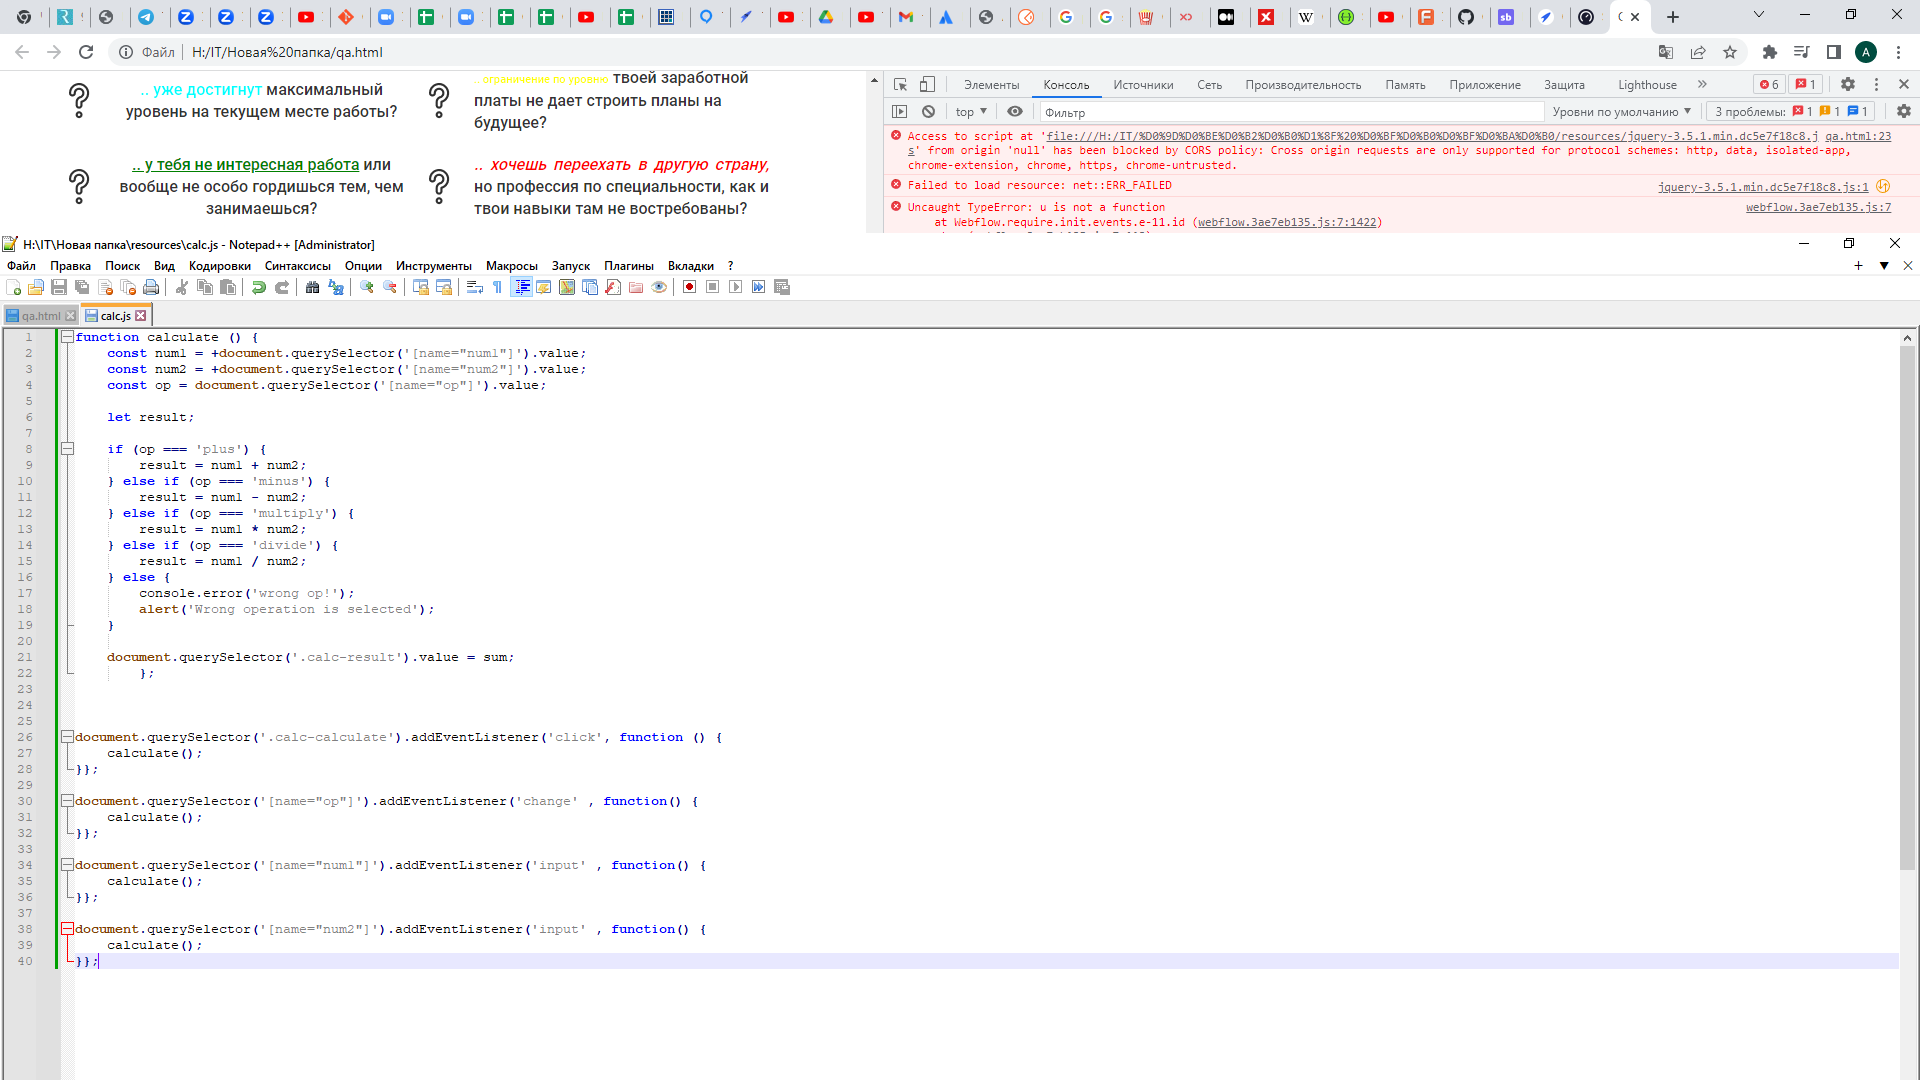 Файл
H:/IT/Новая%20папка/qa.html
A
.. уже достигнут максимальный
уровень на текущем месте работы?
.. ограничение по уровню твоей заработной
платы не дает строить планы на
будущее?
.. у тебя не интересная работа или
вообще не особо гордишься тем, чем
занимаешься?
.. хочешь переехать в другую страну,
но профессия по специальности, как и
твои навыки там не востребованы?
Элементы Консоль Источники Сеть Производительность Память Приложение Защита Lighthouse 6 1
top Фильтр Уровни по умолчанию 3 проблемы: 1 1 1
Access to script at 'file:///H:/IT/%D0%9D%D0%BE%D0%B2%D0%B0%D1%8F%20%D0%BF%D0%B0%D0%BF%D0%BA%D0%B0/resources/jquery-3.5.1.min.dc5e7f18c8.j qa.html:23
s' from origin 'null' has been blocked by CORS policy: Cross origin requests are only supported for protocol schemes: http, data, isolated-app,
chrome-extension, chrome, https, chrome-untrusted.
Failed to load resource: net::ERR_FAILED jquery-3.5.1.min.dc5e7f18c8.js:1
Uncaught TypeError: u is not a function webflow.3ae7eb135.js:7
at Webflow.require.init.events.e-11.id (webflow.3ae7eb135.js:7:1422)
H:\IT\Новая папка\resources\calc.js - Notepad++ [Administrator]
Файл Правка Поиск Вид Кодировки Синтаксисы Опции Инструменты Макросы Запуск Плагины Вкладки ?
qa.html calc.js
1 function calculate () {
2 const num1 = +document.querySelector('[name="num1"]').value;
3 const num2 = +document.querySelector('[name="num2"]').value;
4 const op = document.querySelector('[name="op"]').value;
5
6 let result;
7
8 if (op === 'plus') {
9 result = num1 + num2;
10 } else if (op === 'minus') {
11 result = num1 - num2;
12 } else if (op === 'multiply') {
13 result = num1 * num2;
14 } else if (op === 'divide') {
15 result = num1 / num2;
16 } else {
17 console.error('wrong op!');
18 alert('Wrong operation is selected');
19 }
20
21 document.querySelector('.calc-result').value = sum;
22 };
23
24
25
26 document.querySelector('.calc-calculate').addEventListener('click', function () {
27 calculate();
28 }};
29
30 document.querySelector('[name="op"]').addEventListener('change' , function() {
31 calculate();
32 }};
33
34 document.querySelector('[name="num1"]').addEventListener('input' , function() {
35 calculate();
36 }};
37
38 document.querySelector('[name="num2"]').addEventListener('input' , function() {
39 calculate();
40 }};